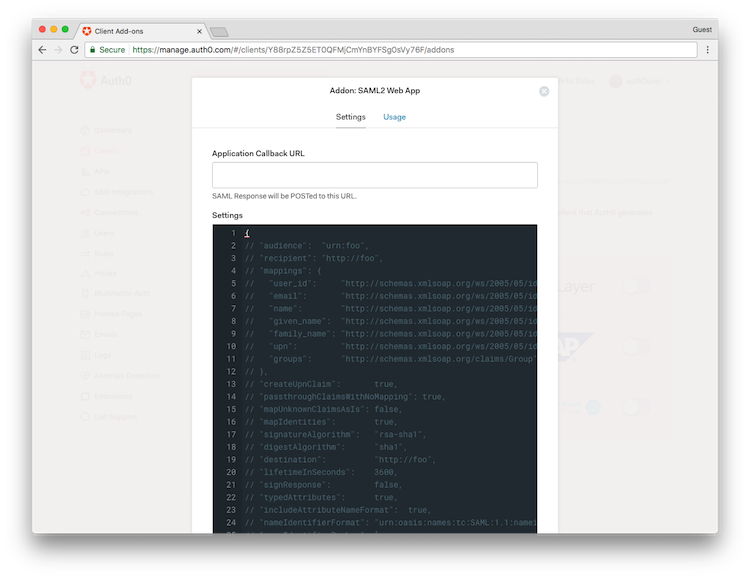 Client Add-ons
Guest
Secure https://manage.auth0.com/#/clients/
/addons
Auth0
Addon: SAML2 Web App
Settings Usage
Application Callback URL
SAML Response will be POSTed to this URL.
Settings
1 {
2 // "audience": "urn:foo",
3 // "recipient": "http://foo",
4 // "mappings": {
5 // "user_id": "http://schemas.xmlsoap.org/ws/2005/05/id
6 // "email": "http://schemas.xmlsoap.org/ws/2005/05/id
7 // "name": "http://schemas.xmlsoap.org/ws/2005/05/id
8 // "given_name": "http://schemas.xmlsoap.org/ws/2005/05/id
9 // "family_name": "http://schemas.xmlsoap.org/ws/2005/05/id
10 // "upn": "http://schemas.xmlsoap.org/ws/2005/05/id
11 // "groups": "http://schemas.xmlsoap.org/claims/Group"
12 // },
13 // "createUpnClaim": true,
14 // "passthroughClaimsWithNoMapping": true,
15 // "mapUnknownClaimsAsIs": false,
16 // "mapIdentities": true,
17 // "signatureAlgorithm": "rsa-sha1",
18 // "digestAlgorithm": "sha1",
19 // "destination": "http://foo",
20 // "lifetimeInSeconds": 3600,
21 // "signResponse": false,
22 // "typedAttributes": true,
23 // "includeAttributeNameFormat": true,
24 // "nameIdentifierFormat": "urn:oasis:names:tc:SAML:1.1:namei